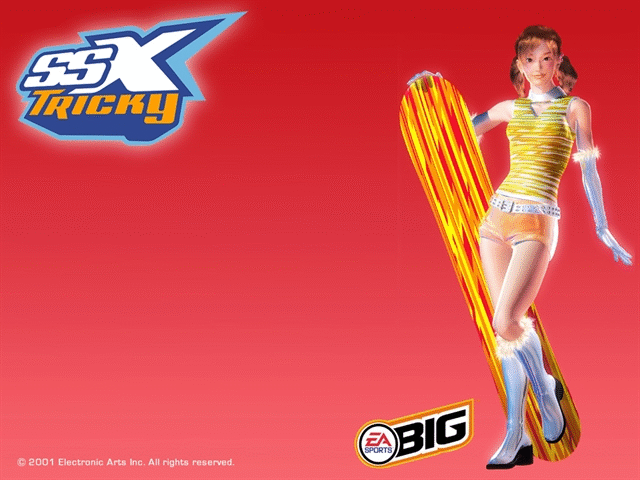 SSX
TRICKY
EA
SPORTS
BIG
© 2001 Electronic Arts Inc. All rights reserved.